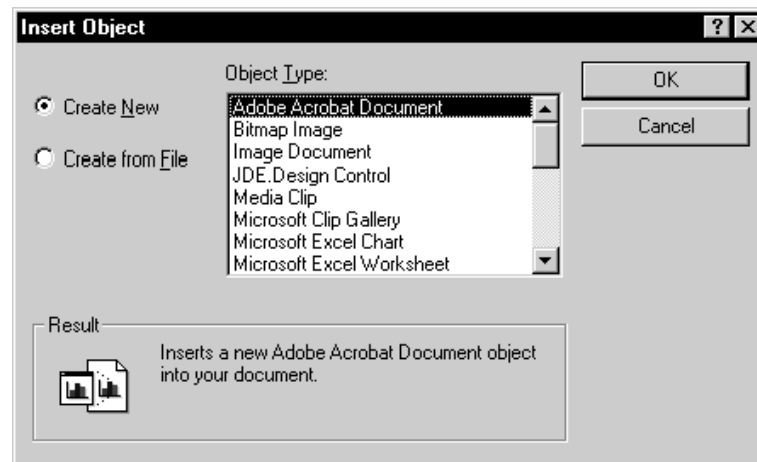 Insert Object
Object Type:
Create New
Create from File
Adobe Acrobat Document
Bitmap Image
Image Document
JDE.Design Control
Media Clip
Microsoft Clip Gallery
Microsoft Excel Chart
Microsoft Excel Worksheet
OK
Cancel
Result
Inserts a new Adobe Acrobat Document object
into your document.